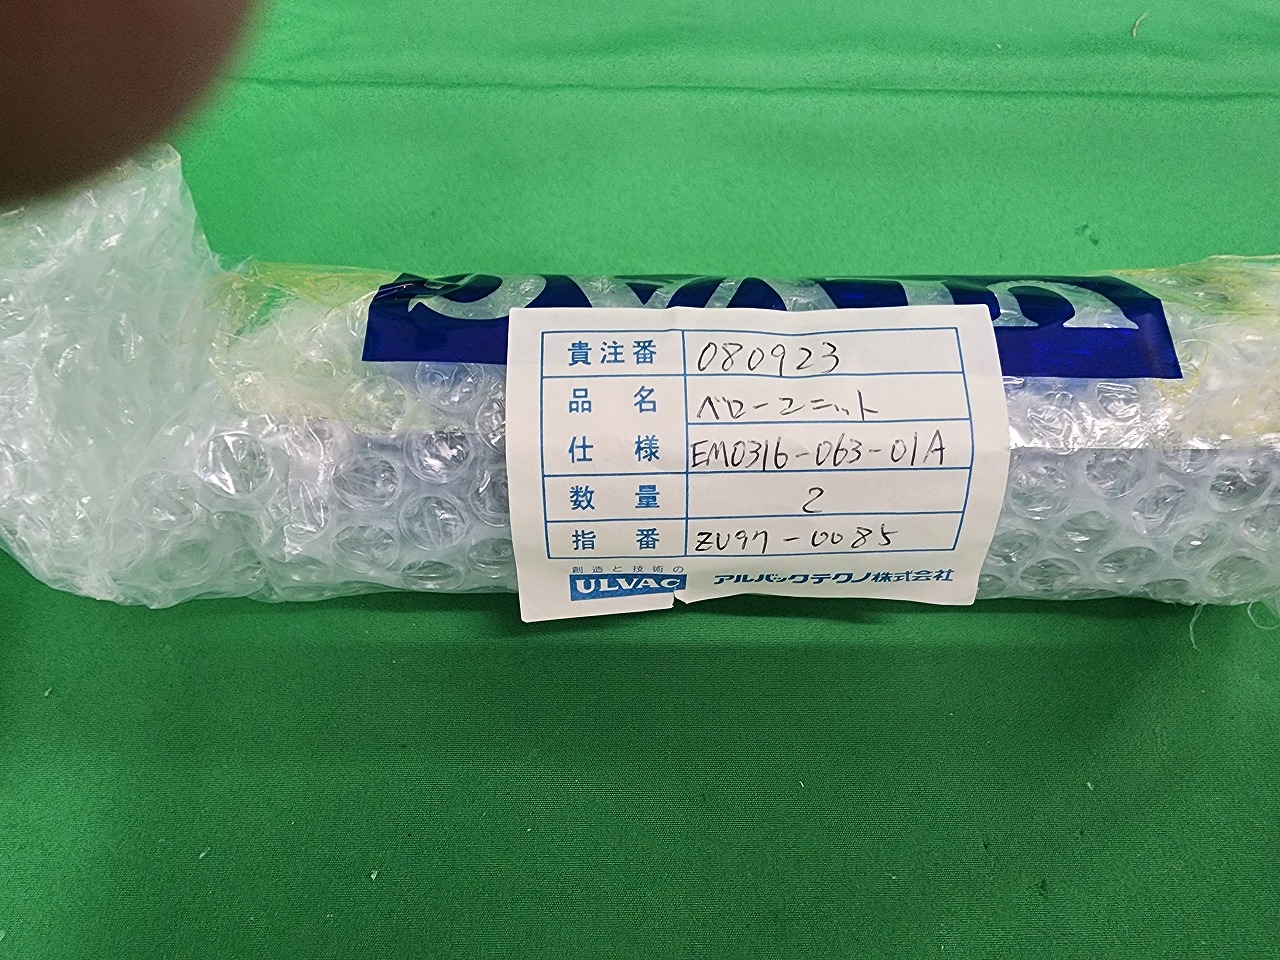 ULVAC
貴注番 080923
品名 ベローユニット
仕様 EM0316-063-01A
数量 2
指番 ZU97-0085
創造と技術の
ULVAC アルバックテクノ株式会社